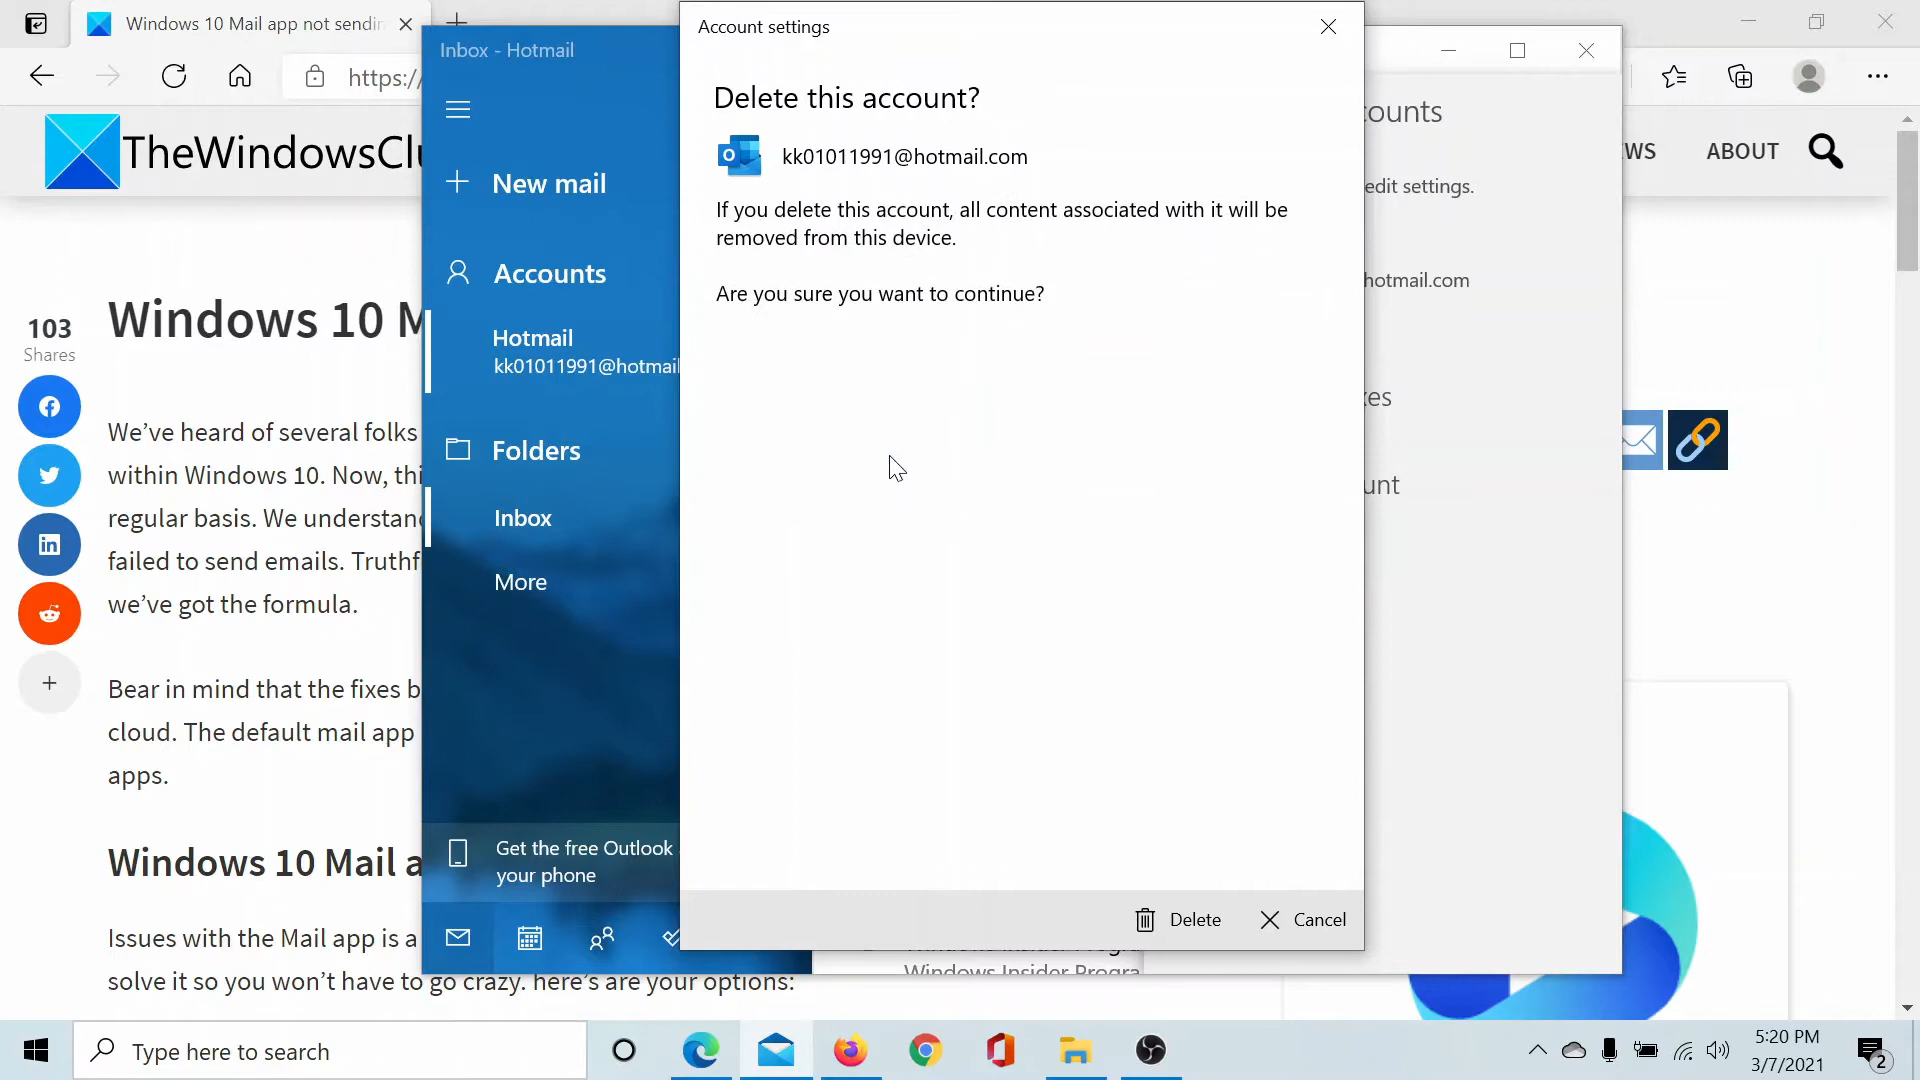 Windows 10 Mail app not sendin
https://
TheWindowsClu
WS
ABOUT
103
Shares
Windows 10 M
We've heard of several folks
within Windows 10. Now, thi
regular basis. We understan
failed to send emails. Truthf
we've got the formula.
Bear in mind that the fixes b
cloud. The default mail app
apps.
Windows 10 Mail a
Issues with the Mail app is a
solve it so you won't have to go crazy. here's are your options:
Inbox - Hotmail
New mail
Accounts
Hotmail
kk01011991@hotmail
Folders
Inbox
More
Get the free Outlook
your phone
Account settings
Delete this account?
kk01011991@hotmail.com
If you delete this account, all content associated with it will be
removed from this device.
Are you sure you want to continue?
Delete
Cancel
counts
edit settings.
hotmail.com
xes
unt
Windows Insider Progra
Windows Insider Progra
Type here to search
5:20 PM
3/7/2021
2